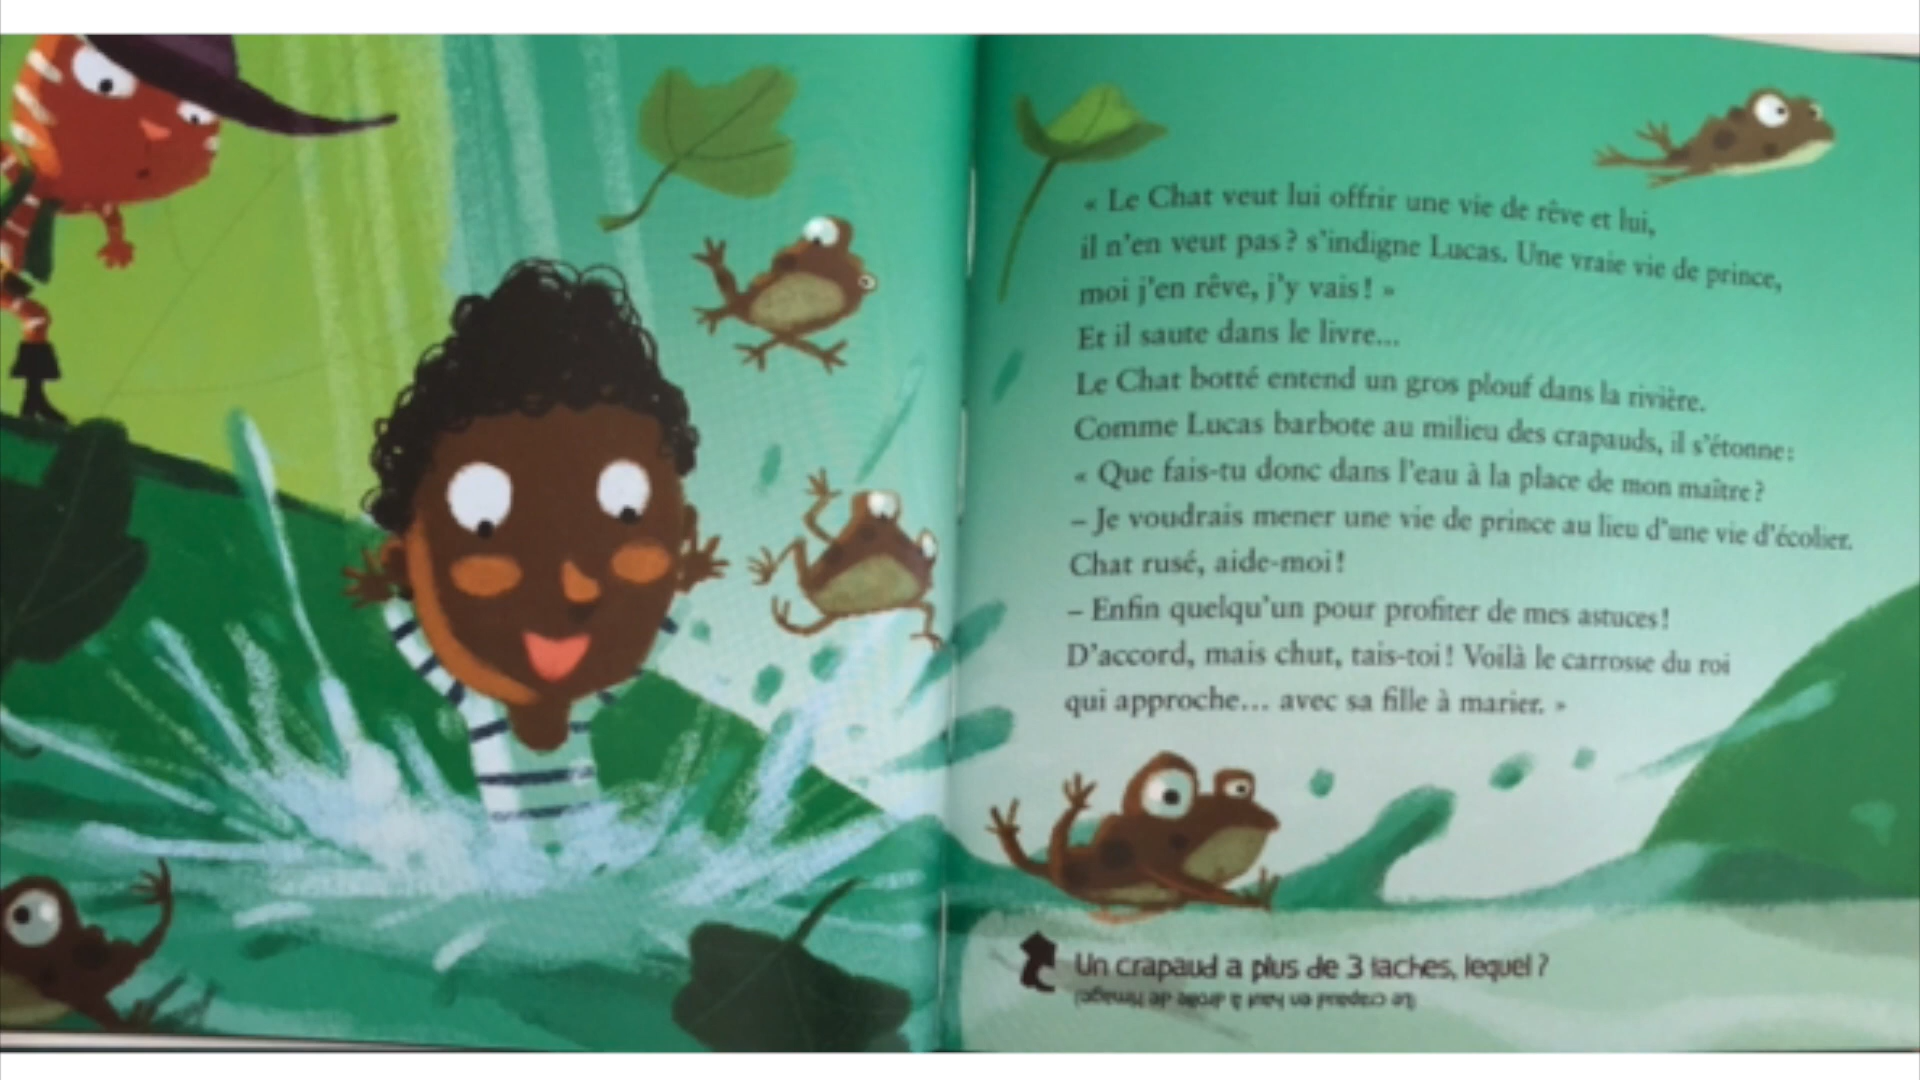 « Le Chat veut lui offrir une vie de rêve et lui,
il n'en veut pas ? s'indigne Lucas. Une vraie vie de prince,
moi j'en rêve, j'y vais ! »
Et il saute dans le livre...
Le Chat botté entend un gros plouf dans la rivière.
Comme Lucas barbote au milieu des crapauds, il s'étonne :
« Que fais-tu donc dans l'eau à la place de mon maître ?
– Je voudrais mener une vie de prince au lieu d'une vie d'écolier.
Chat rusé, aide-moi !
– Enfin quelqu'un pour profiter de mes astuces !
D'accord, mais chut, tais-toi ! Voilà le carrosse du roi
qui approche... avec sa fille à marier. »
Un crapaud a plus de 3 taches, lequel ?
(Le crapaud en haut à droite de l'image)